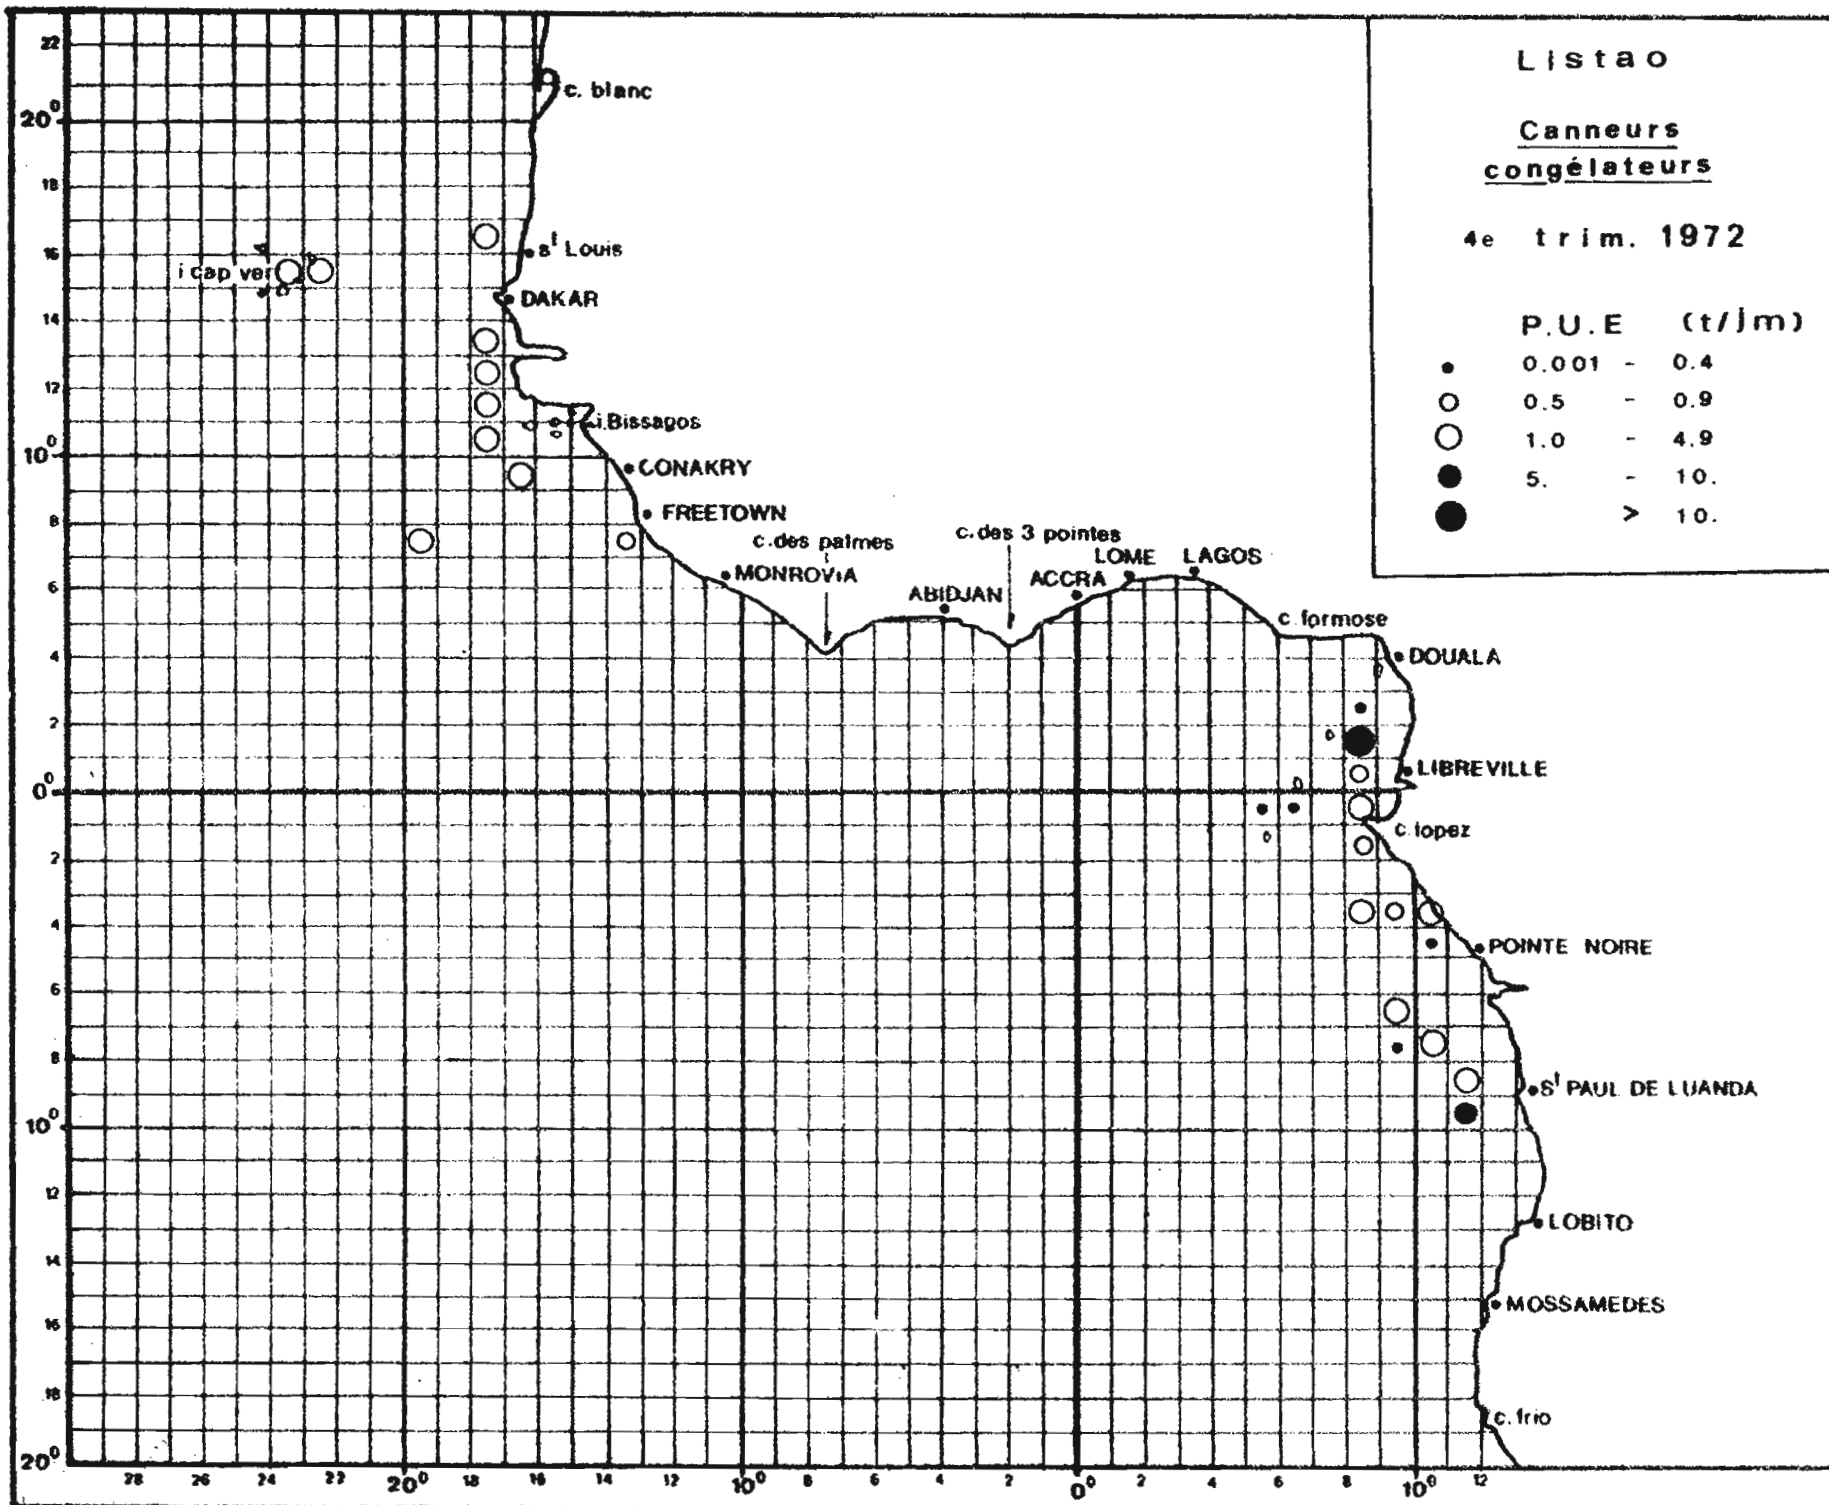 Listao
Canneurs
congélateurs
4e trim. 1972
P.U.E (t/jm)
0.001 - 0.4
0.5 - 0.9
1.0 - 4.9
5. - 10.
> 10.
22
20°
18
16
14
12
10°
8
6
4
2
0°
2
4
6
8
10°
12
14
16
18
20°
c. blanc
st Louis
i cap ver
DAKAR
i.Bissagos
CONAKRY
FREETOWN
c.des palmes
c.des 3 pointes
MONROVIA
ABIDJAN
ACCRA
LOME
LAGOS
c.formose
DOUALA
LIBREVILLE
c.lopez
POINTE NOIRE
St PAUL DE LUANDA
LOBITO
MOSSAMEDES
c.frio
28 26 24 22 20° 18 16 14 12 10° 8 6 4 2 0° 2 4 6 8 10° 12